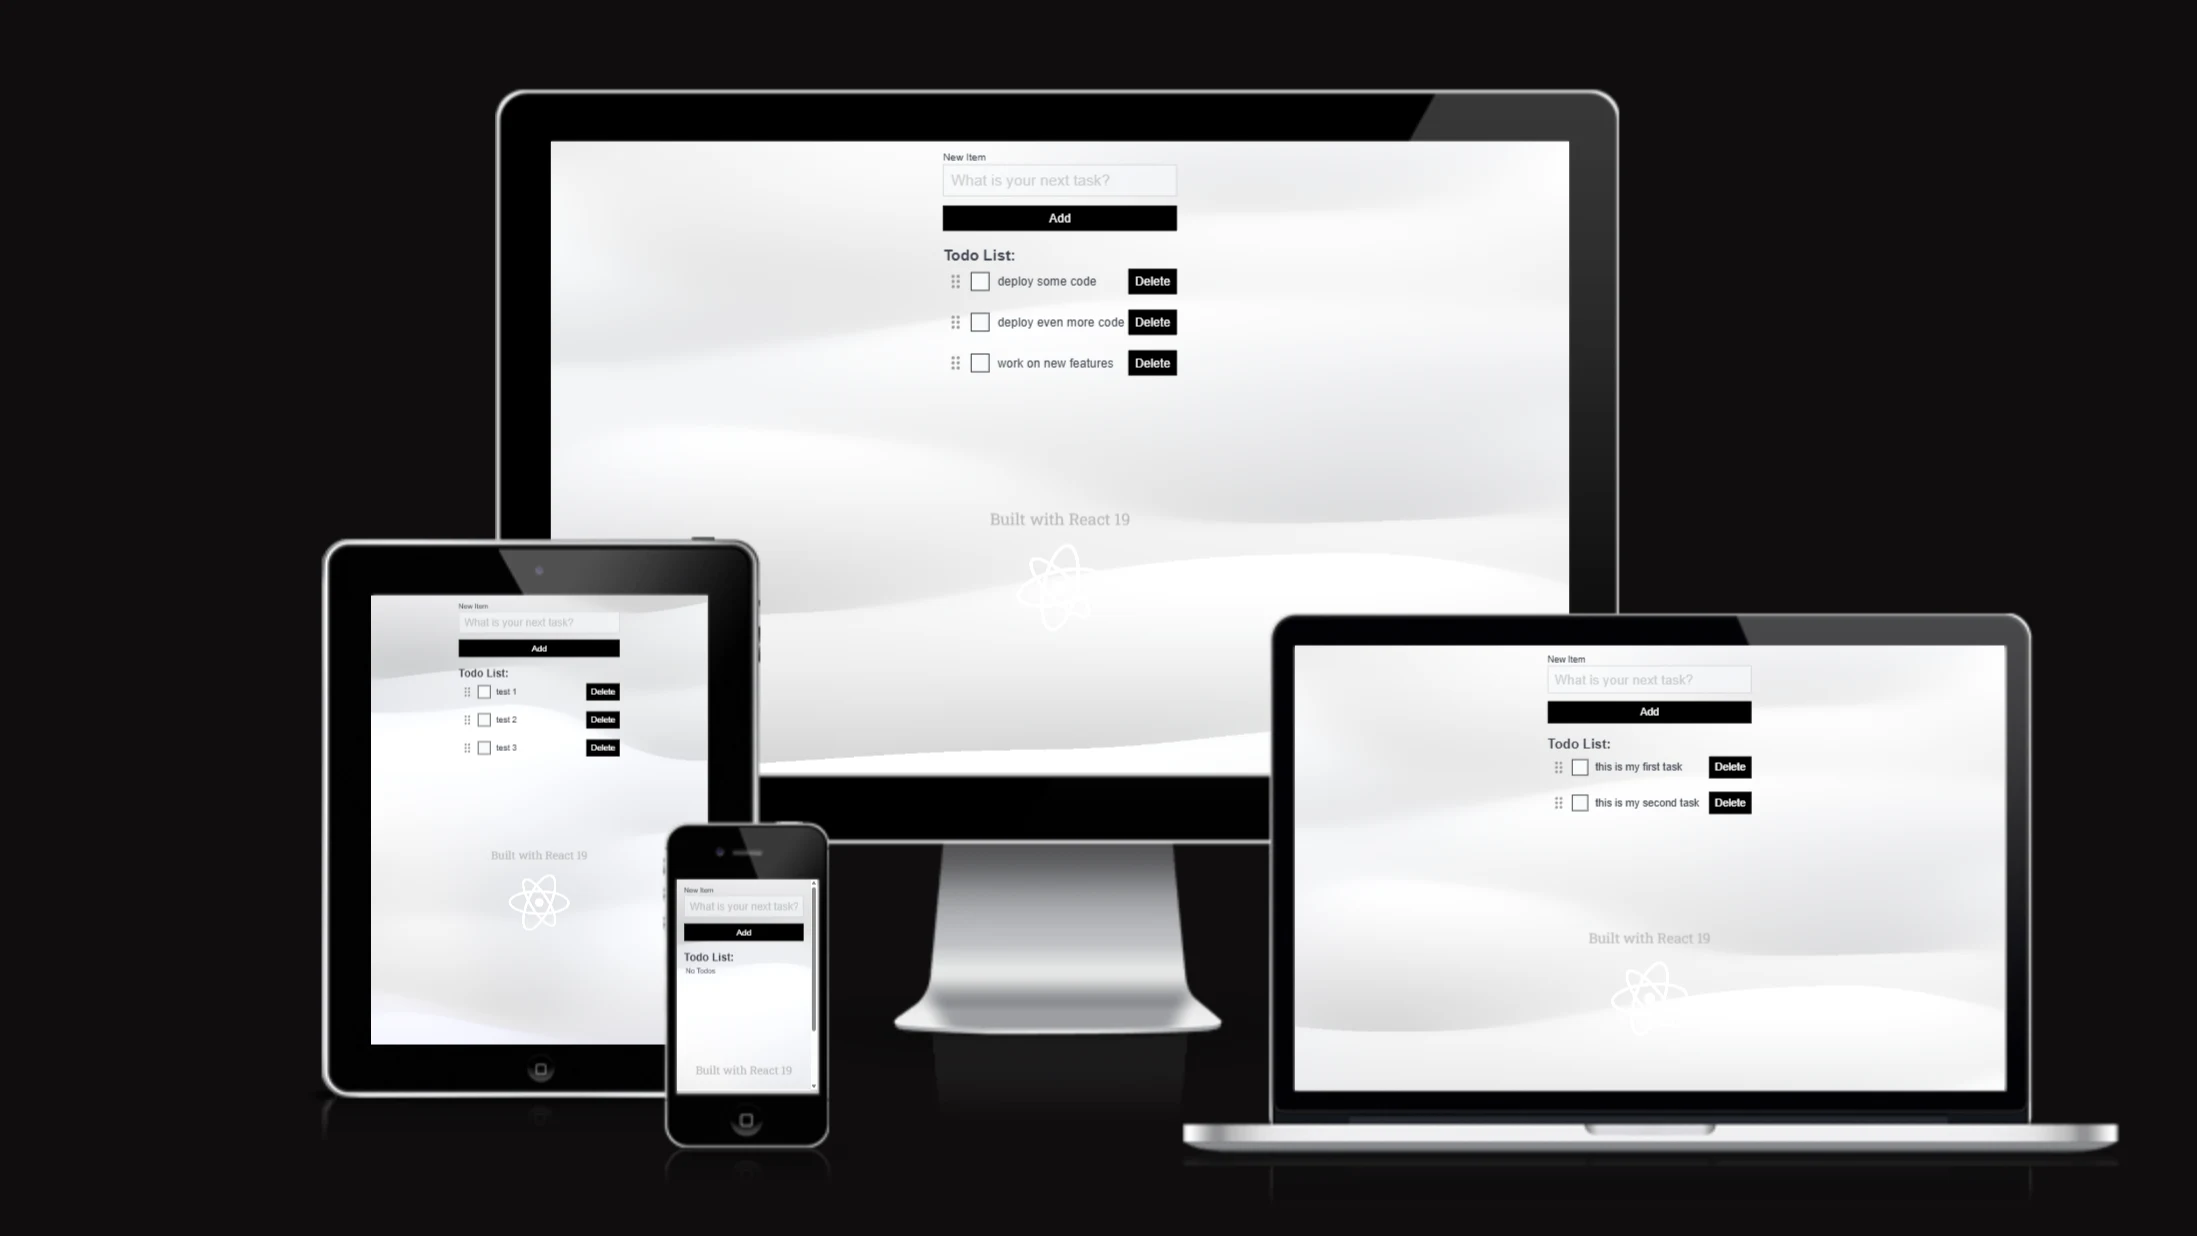 New Item
What is your next task?
Add
Todo List:
deploy some code Delete
deploy even more code Delete
work on new features Delete
Built with React 19
New Item
What is your next task?
Add
Todo List:
test 1 Delete
test 2 Delete
test 3 Delete
Built with React 19
New Item
What is your next task?
Add
Todo List:
No Todos
Built with React 19
New Item
What is your next task?
Add
Todo List:
this is my first task Delete
this is my second task Delete
Built with React 19